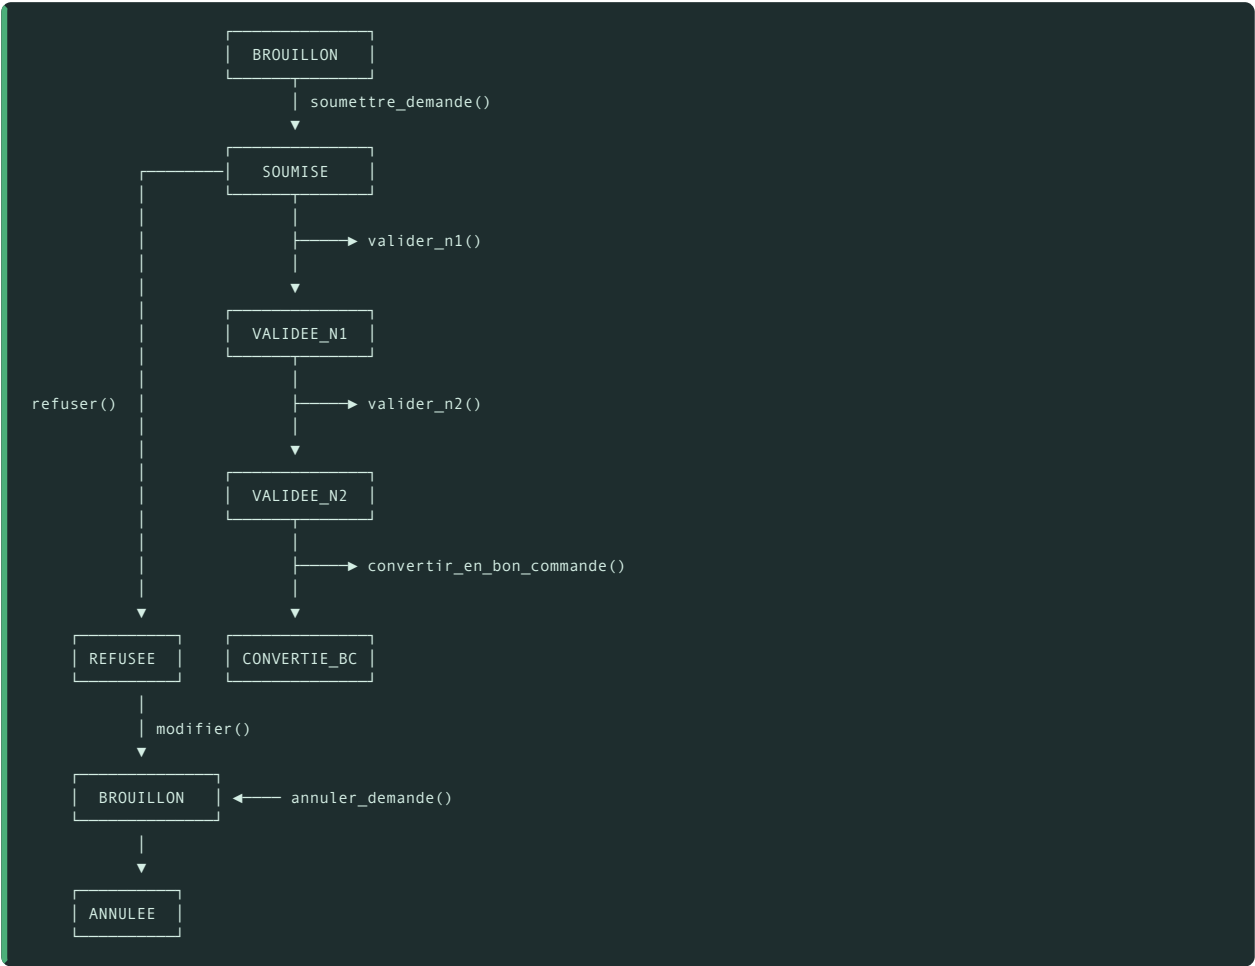 BROUILLON
soumettre_demande()
SOUMISE
valider_n1()
VALIDEE_N1
refuser()
valider_n2()
VALIDEE_N2
convertir_en_bon_commande()
REFUSEE
CONVERTIE_BC
modifier()
BROUILLON
annuler_demande()
ANNULEE